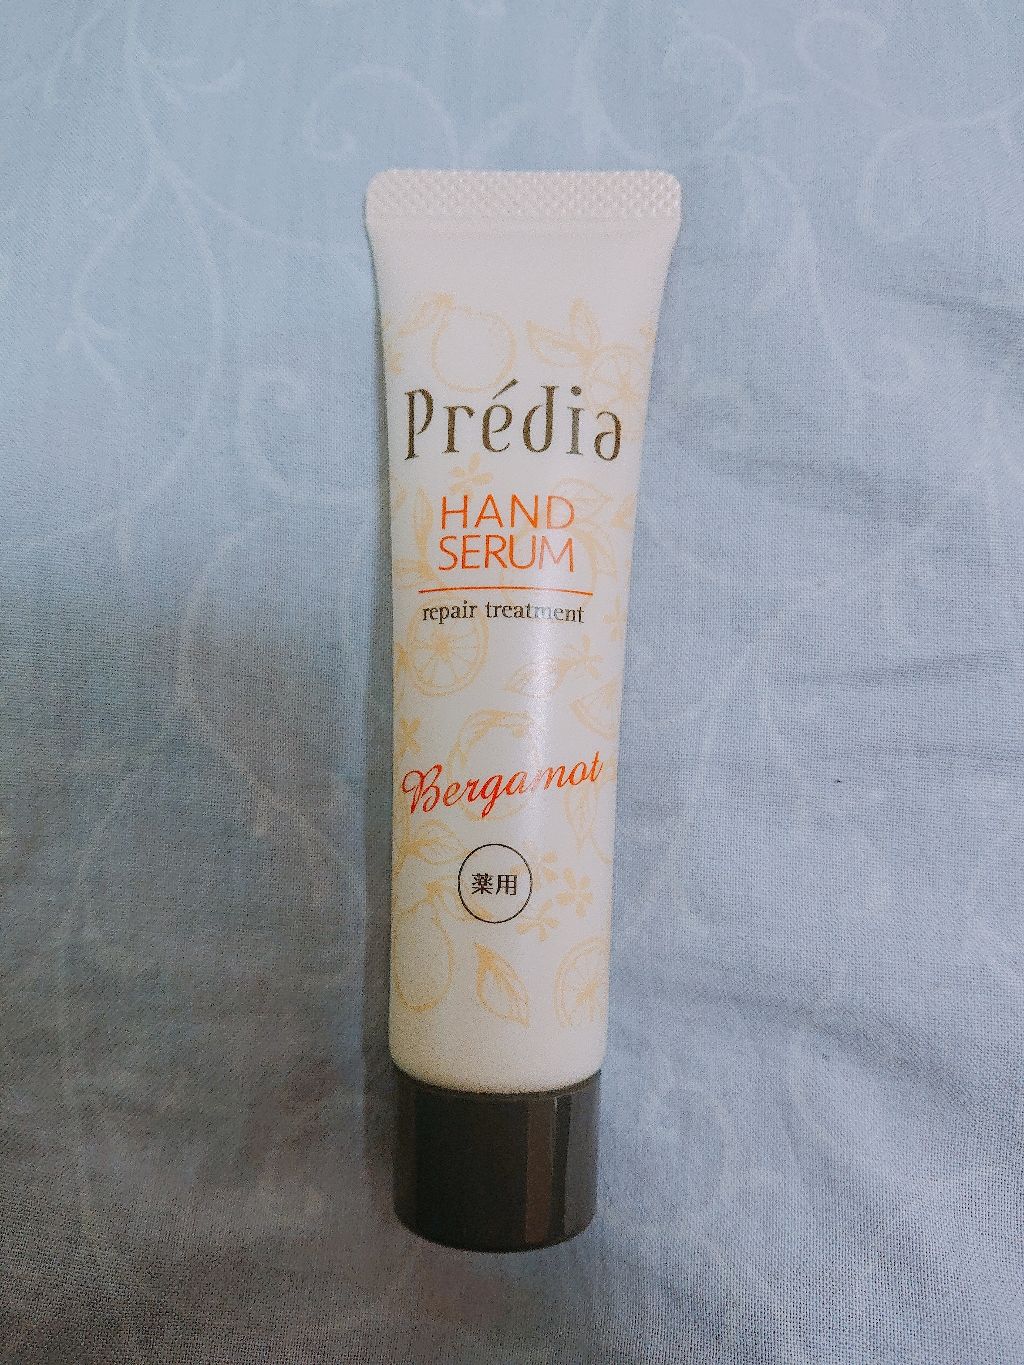 Prédia
HAND
SERUM
repair treatment
Bergamot
薬用